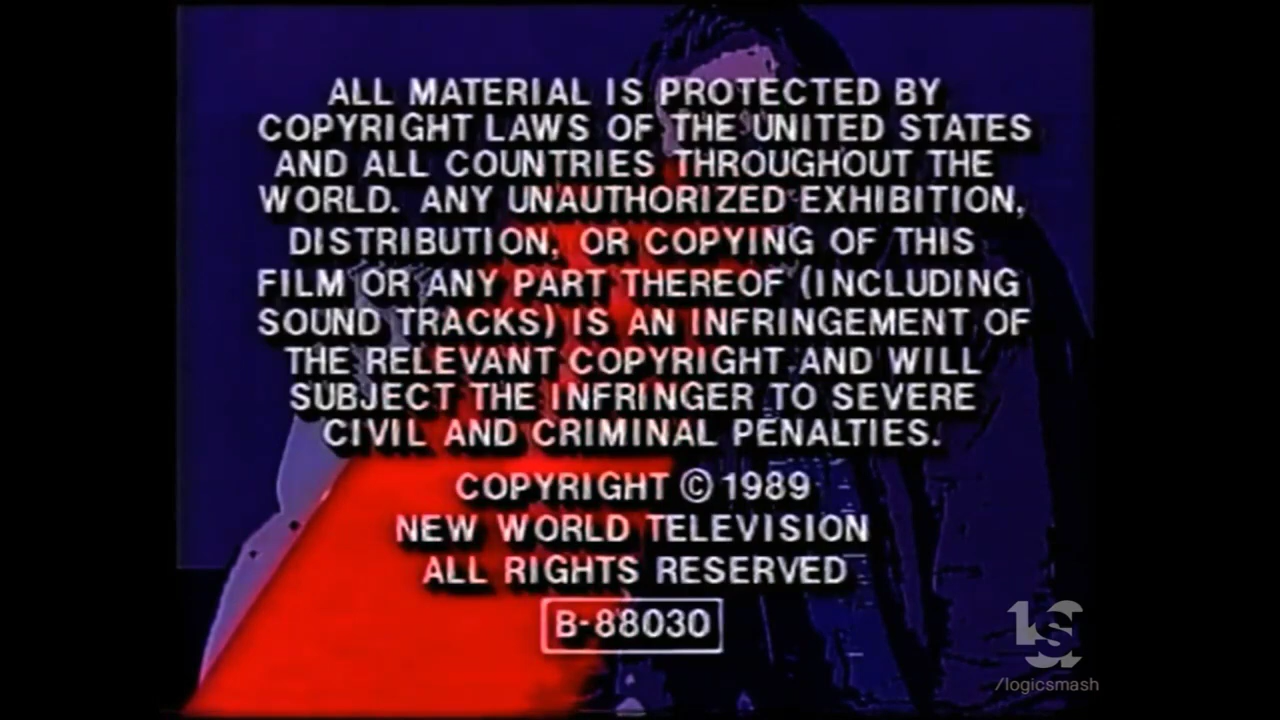 ALL MATERIAL IS PROTECTED BY
COPYRIGHT LAWS OF THE UNITED STATES
AND ALL COUNTRIES THROUGHOUT THE
WORLD. ANY UNAUTHORIZED EXHIBITION,
DISTRIBUTION, OR COPYING OF THIS
FILM OR ANY PART THEREOF (INCLUDING
SOUND TRACKS) IS AN INFRINGEMENT OF
THE RELEVANT COPYRIGHT AND WILL
SUBJECT THE INFRINGER TO SEVERE
CIVIL AND CRIMINAL PENALTIES.
COPYRIGHT © 1989
NEW WORLD TELEVISION
ALL RIGHTS RESERVED
B-88030
LS
/logicsmash